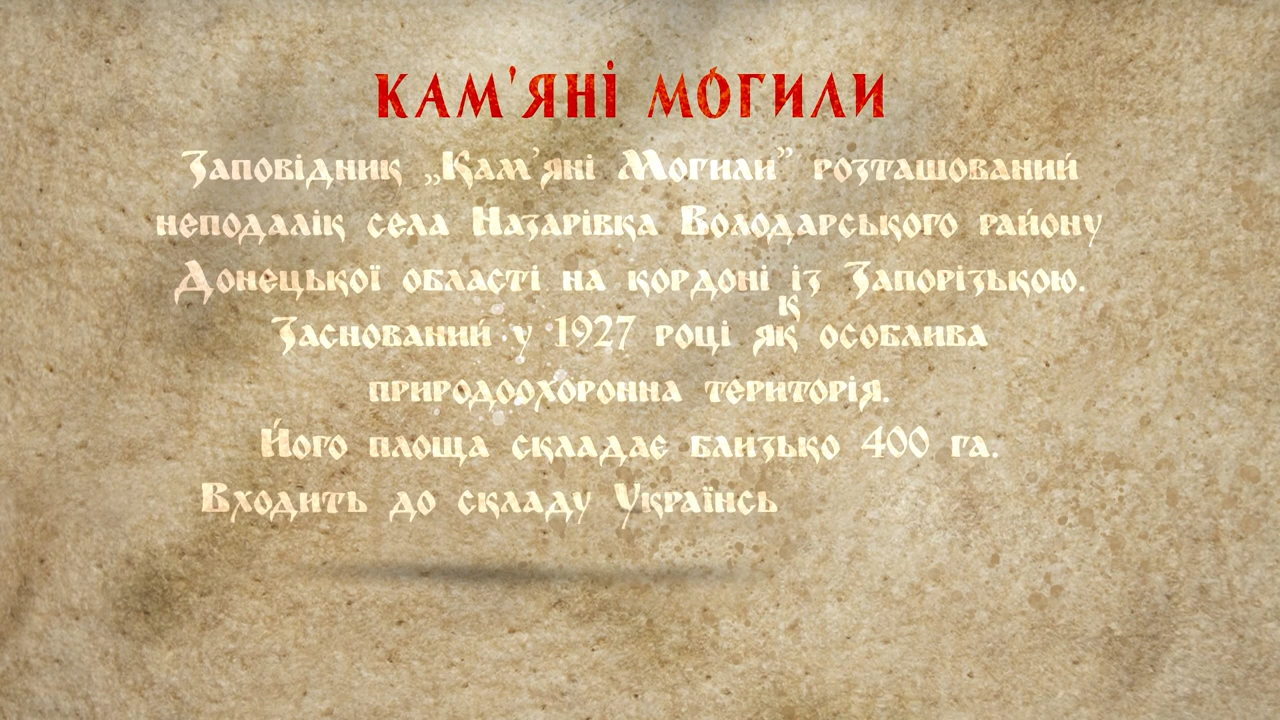 КАМ'ЯНІ МОГИЛИ
Заповідник „Кам'яні Могили” розташований
неподалік села Назарівка Володарського району
Донецької області на кордоні із Запорізькою.
Заснований у 1927 році як особлива
природоохоронна територія.
Його площа складає близько 400 га.
Входить до складу Українсь
к